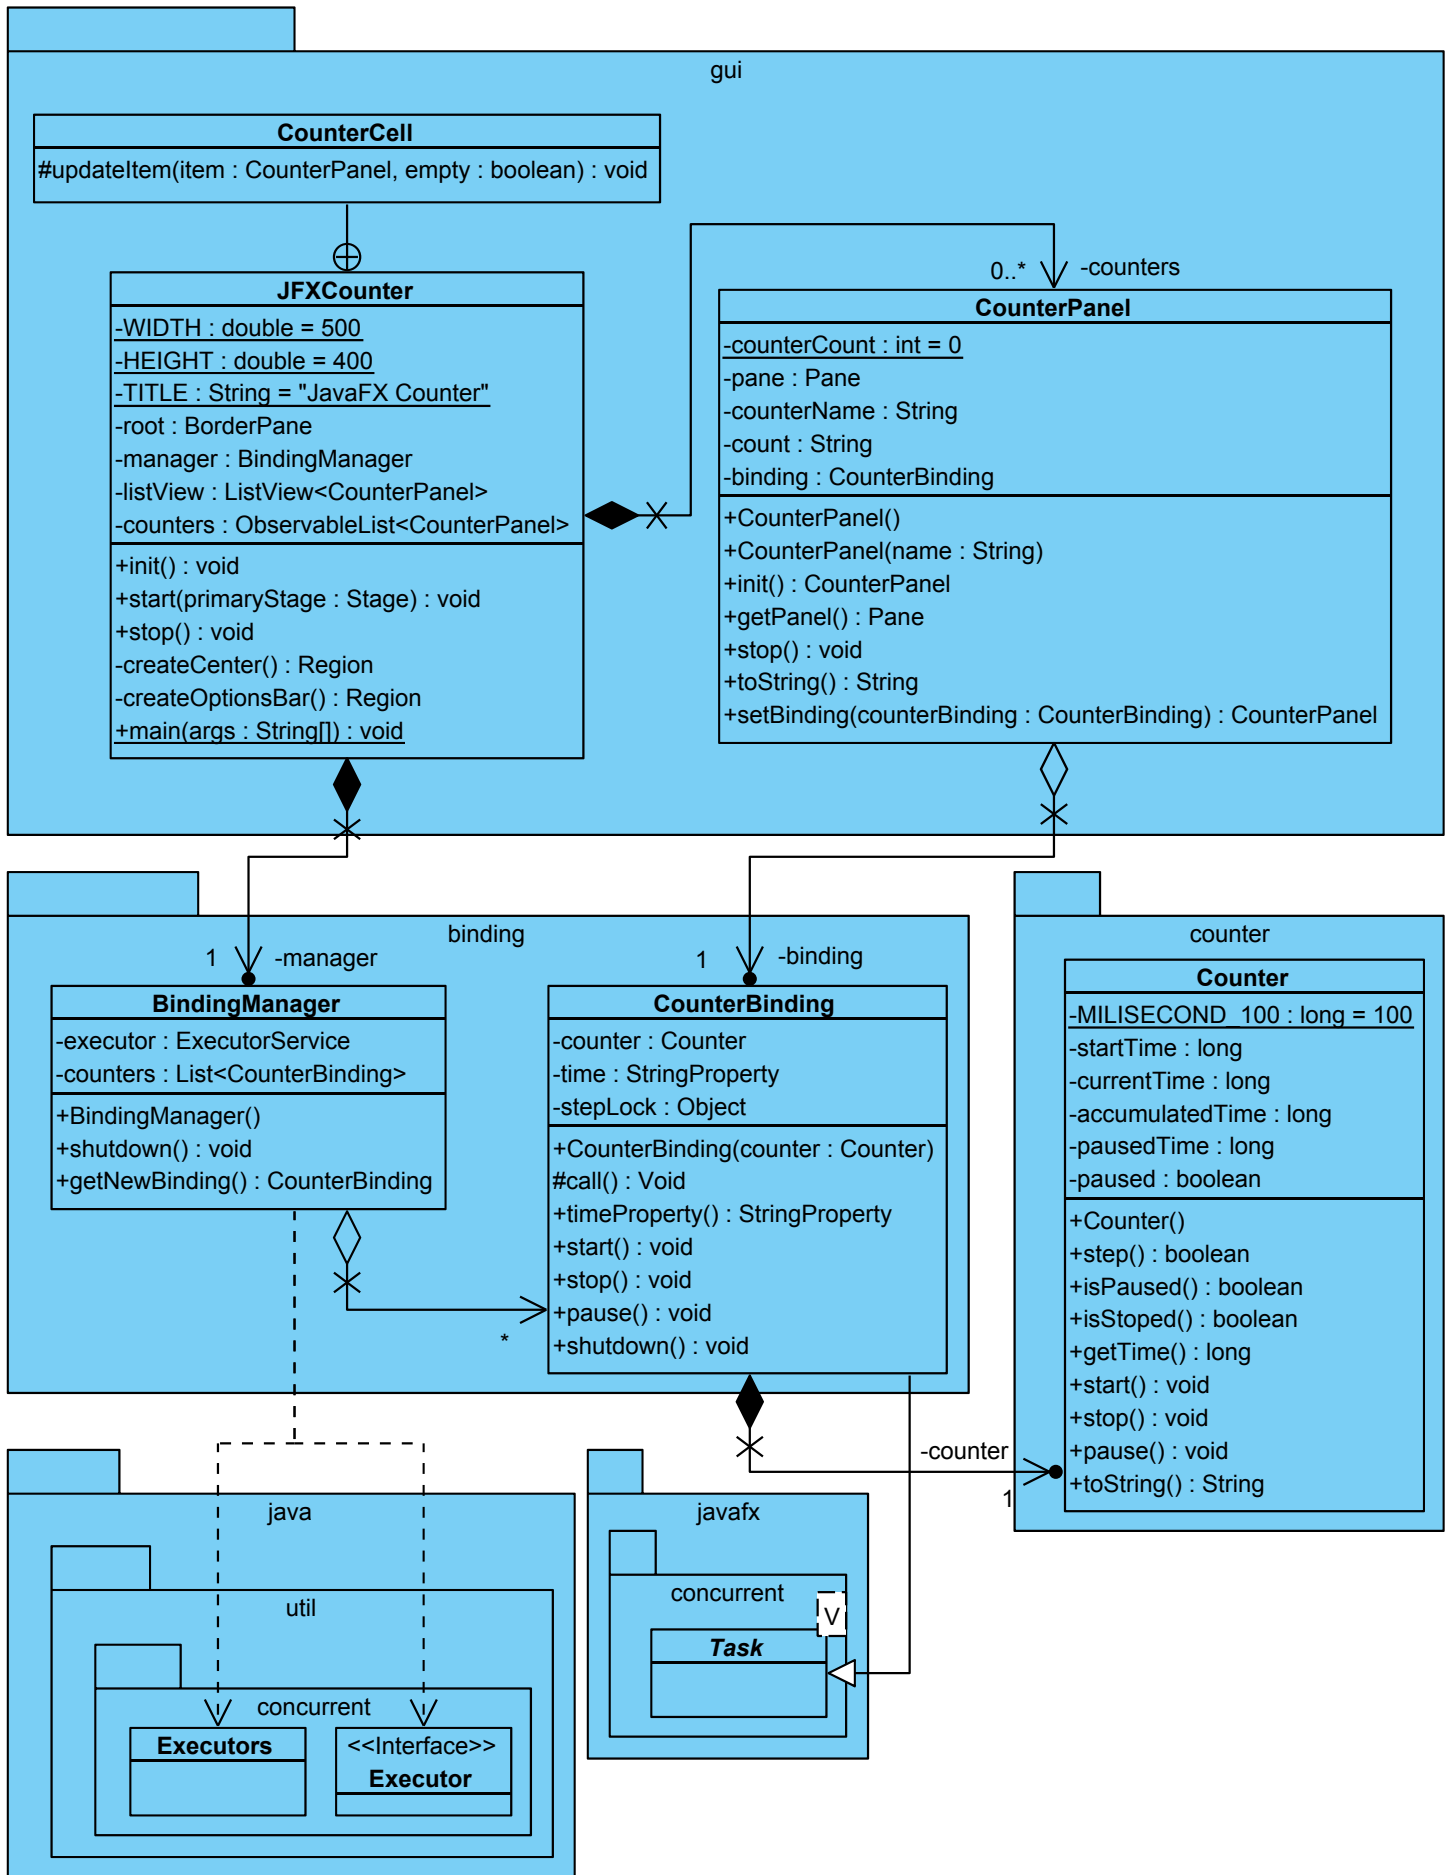 gui
CounterCell
#updateItem(item : CounterPanel, empty : boolean) : void
JFXCounter
-WIDTH : double = 500
-HEIGHT : double = 400
-TITLE : String = "JavaFX Counter"
-root : BorderPane
-manager : BindingManager
-listView : ListView<CounterPanel>
-counters : ObservableList<CounterPanel>
+init() : void
+start(primaryStage : Stage) : void
+stop() : void
-createCenter() : Region
-createOptionsBar() : Region
+main(args : String[]) : void
0..*
-counters
CounterPanel
-counterCount : int = 0
-pane : Pane
-counterName : String
-count : String
-binding : CounterBinding
+CounterPanel()
+CounterPanel(name : String)
+init() : CounterPanel
+getPanel() : Pane
+stop() : void
+toString() : String
+setBinding(counterBinding : CounterBinding) : CounterPanel
binding
1
-manager
BindingManager
-executor : ExecutorService
-counters : List<CounterBinding>
+BindingManager()
+shutdown() : void
+getNewBinding() : CounterBinding
1
-binding
CounterBinding
-counter : Counter
-time : StringProperty
-stepLock : Object
+CounterBinding(counter : Counter)
#call() : Void
+timeProperty() : StringProperty
+start() : void
+stop() : void
+pause() : void
+shutdown() : void
*
counter
Counter
-MILISECOND_100 : long = 100
-startTime : long
-currentTime : long
-accumulatedTime : long
-pausedTime : long
-paused : boolean
+Counter()
+step() : boolean
+isPaused() : boolean
+isStoped() : boolean
+getTime() : long
+start() : void
+stop() : void
+pause() : void
+toString() : String
-counter
1
java
util
concurrent
Executors
<<Interface>>
Executor
javafx
concurrent
V
Task